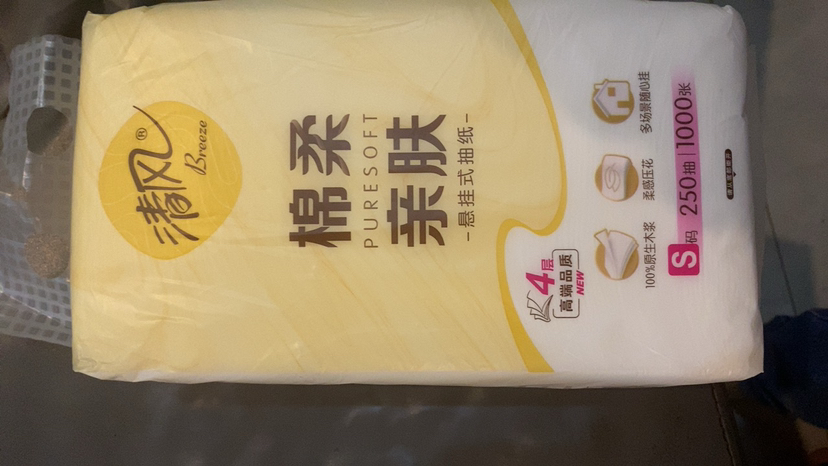 清风®
Breeze
棉柔
PURESOFT
亲肤
-悬挂式抽纸-
4层
高端品质
NEW
100%原生木浆
柔感压花
多场景随心挂
S码 250抽|1000张